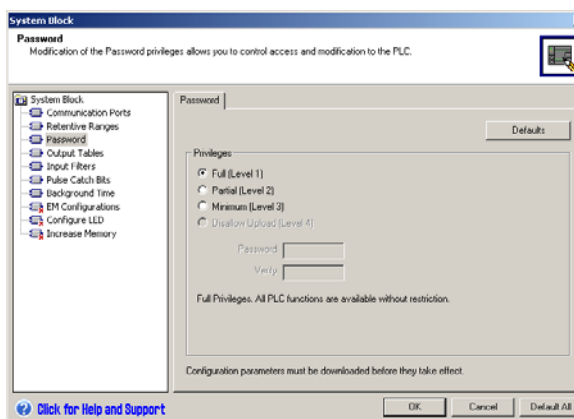 System Block
Password
Modification of the Password privileges allows you to control access and modification to the PLC.
System Block
Communication Ports
Retentive Ranges
Password
Output Tables
Input Filters
Pulse Catch Bits
Background Time
EM Configurations
Configure LED
Increase Memory
Password
Defaults
Privileges
Full (Level 1)
Partial (Level 2)
Minimum (Level 3)
Disallow Upload (Level 4)
Password
Verify
Full Privileges. All PLC functions are available without restriction.
Configuration parameters must be downloaded before they take effect.
Click for Help and Support
OK
Cancel
Default All